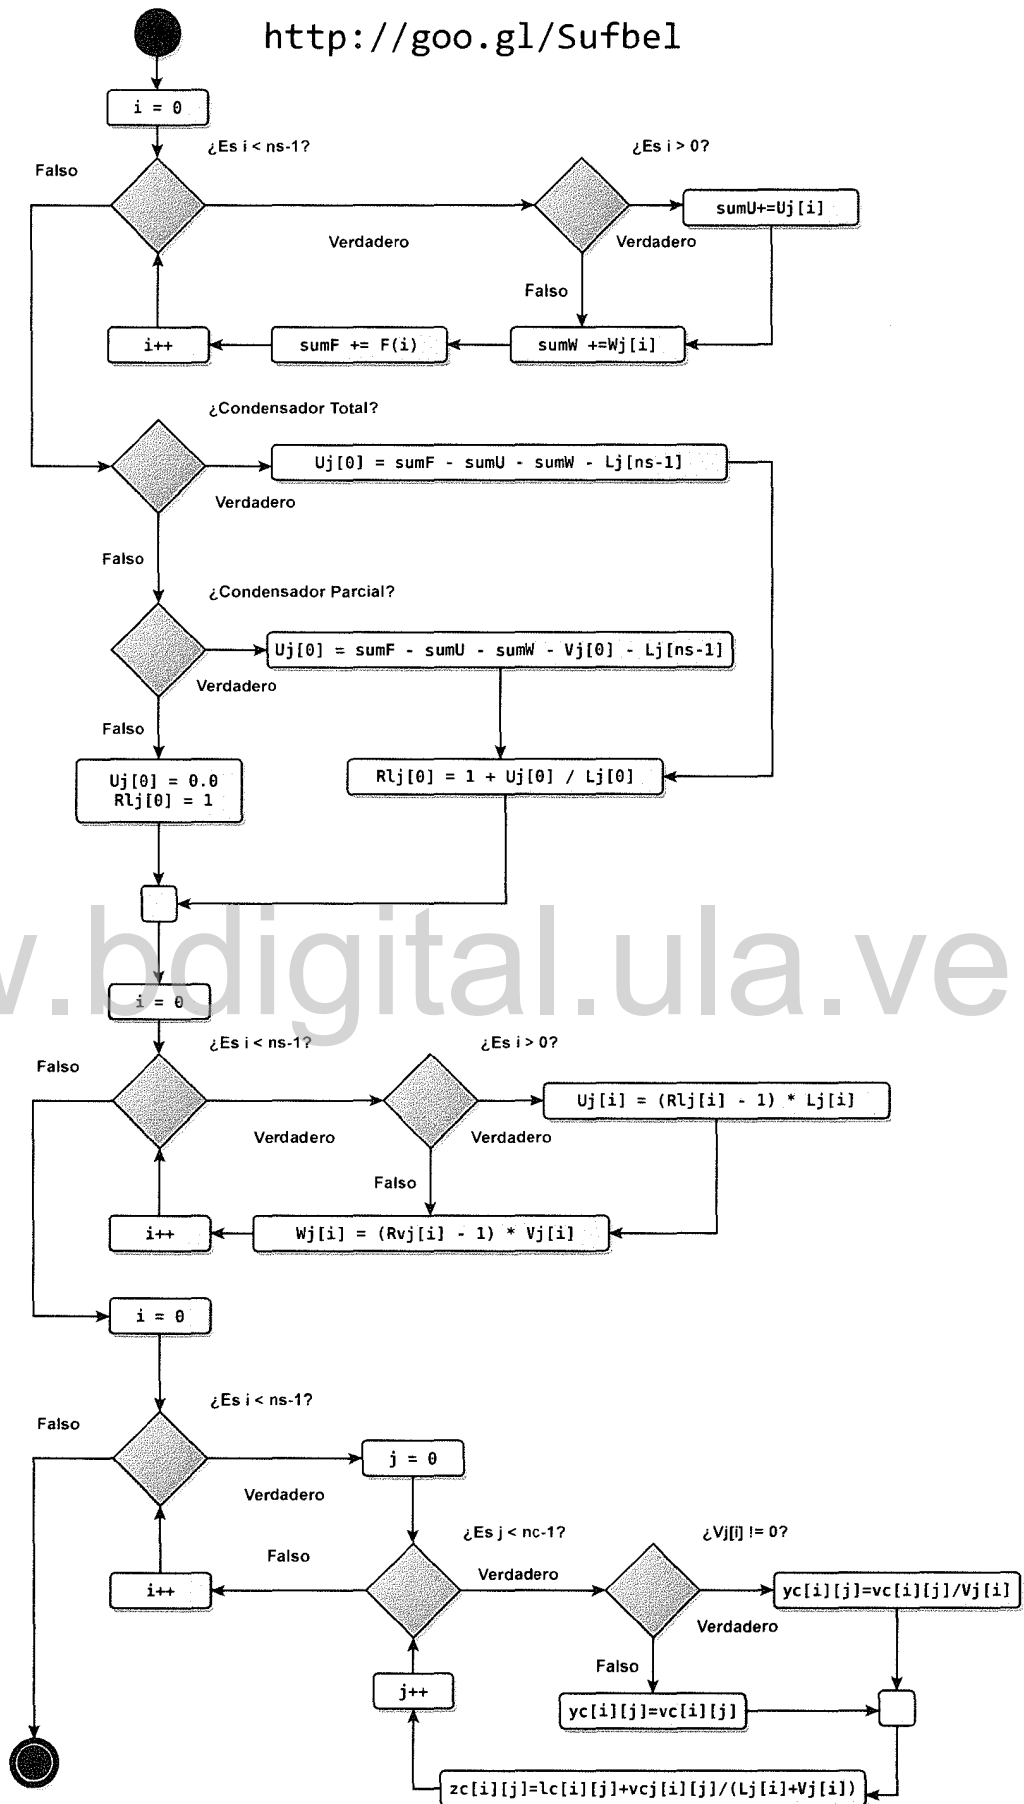 http://goo.gl/Sufbel
i = 0
¿Es i < ns-1?
¿Es i > 0?
Falso
sumU+=Uj[i]
Verdadero
Verdadero
Falso
i++
sumF += F(i)
sumW +=Wj[i]
¿Condensador Total?
Uj[0] = sumF - sumU - sumW - Lj[ns-1]
Verdadero
Falso
¿Condensador Parcial?
Uj[0] = sumF - sumU - sumW - Vj[0] - Lj[ns-1]
Verdadero
Falso
Uj[0] = 0.0
Rlj[0] = 1
Rlj[0] = 1 + Uj[0] / Lj[0]
w.bdigital.ula.ve
i = 0
¿Es i < ns-1?
¿Es i > 0?
Falso
Uj[i] = (Rlj[i] - 1) * Lj[i]
Verdadero
Verdadero
Falso
i++
Wj[i] = (Rvj[i] - 1) * Vj[i]
i = 0
¿Es i < ns-1?
Falso
j = 0
Verdadero
¿Es j < nc-1?
¿Vj[i] != 0?
Falso
Verdadero
i++
yc[i][j]=vc[i][j]/Vj[i]
Verdadero
Falso
j++
yc[i][j]=vc[i][j]
zc[i][j]=lc[i][j]+vcj[i][j]/(Lj[i]+Vj[i])